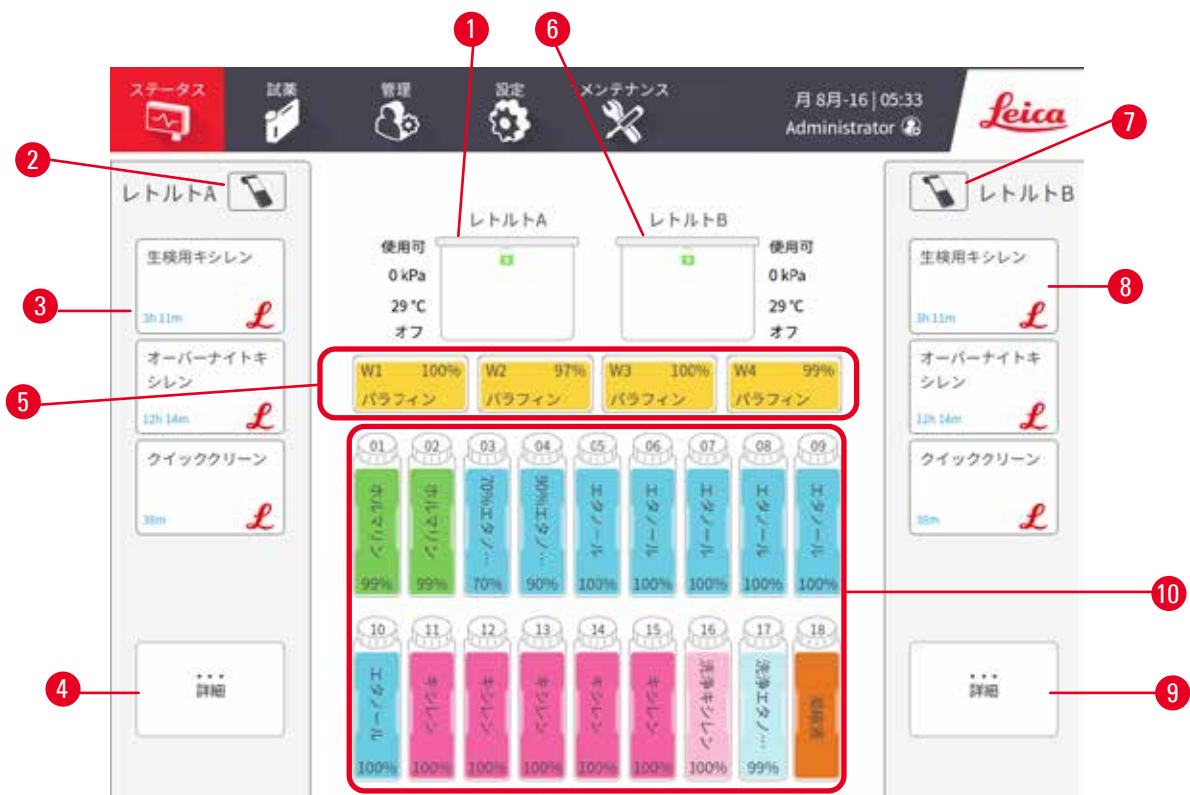 1
6
ステータス
試薬
管理
設定
メンテナンス
月 8月-16 | 05:33
Administrator
Leica
7
2
レトルトA
レトルトB
レトルトA
レトルトB
使用可
0 kPa
29 °C
オフ
使用可
0 kPa
29 °C
オフ
3
生検用キシレン
3h 11m
オーバーナイトキ
シレン
12h 14m
クイッククリーン
38m
8
生検用キシレン
3h 11m
オーバーナイトキ
シレン
12h 14m
クイッククリーン
38m
5
W1 100%
パラフィン
W2 97%
パラフィン
W3 100%
パラフィン
W4 99%
パラフィン
01
ホルマリン
99%
02
ホルマリン
99%
03
70%エタノ...
70%
04
90%エタノ...
90%
05
エタノール
100%
06
エタノール
100%
07
エタノール
100%
08
エタノール
100%
09
エタノール
100%
10
10
エタノール
100%
11
キシレン
100%
12
キシレン
100%
13
キシレン
100%
14
キシレン
100%
15
キシレン
100%
16
洗浄キシレン
100%
17
洗浄エタノ...
99%
18
4
...
詳細
...
詳細
9